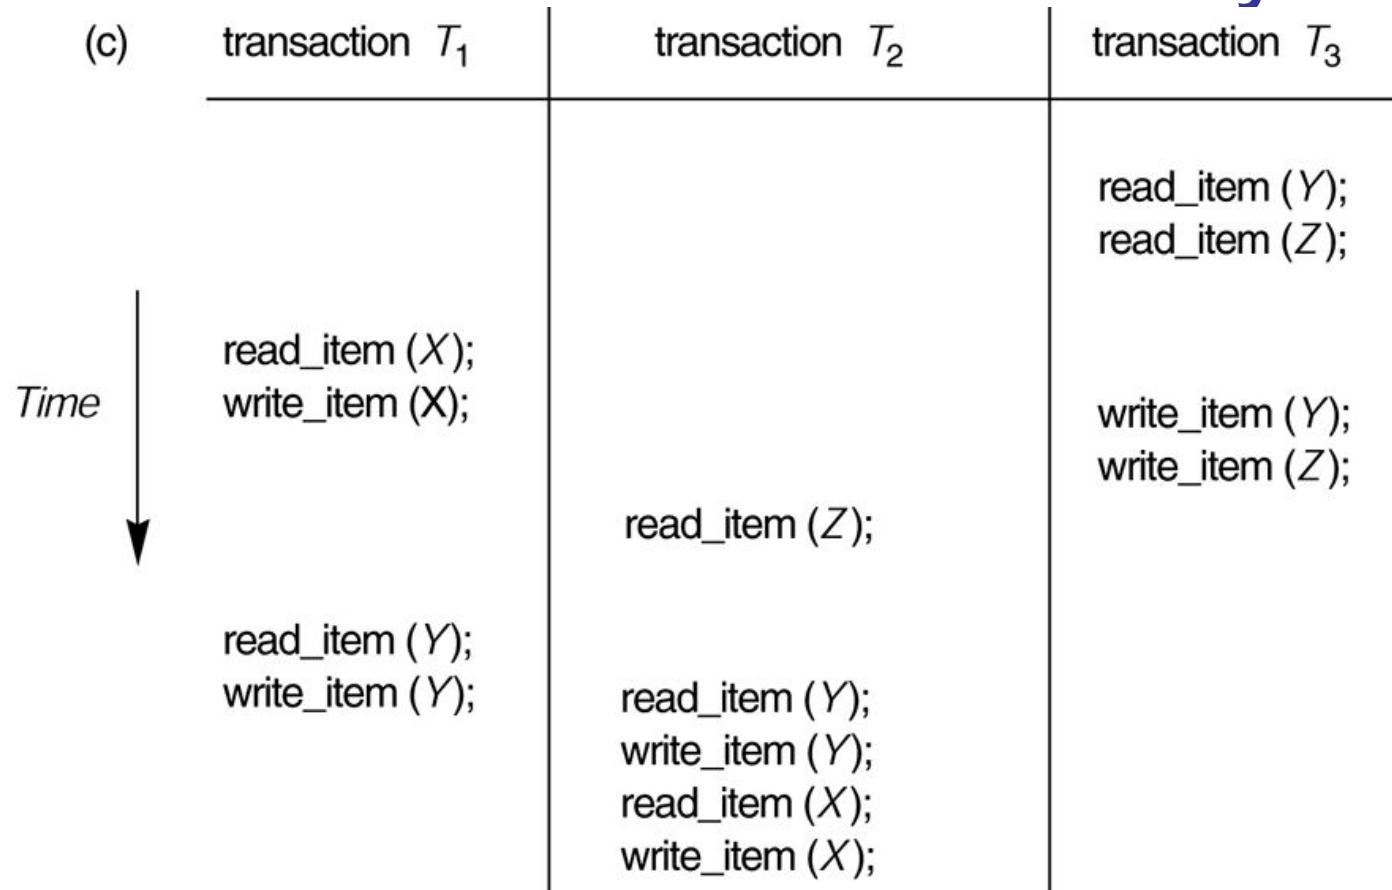 (c) transaction T1 transaction T2 transaction T3
read_item (Y);
read_item (Z);
read_item (X);
Time write_item (X); write_item (Y);
write_item (Z);
read_item (Z);
read_item (Y);
write_item (Y); read_item (Y);
write_item (Y);
read_item (X);
write_item (X);